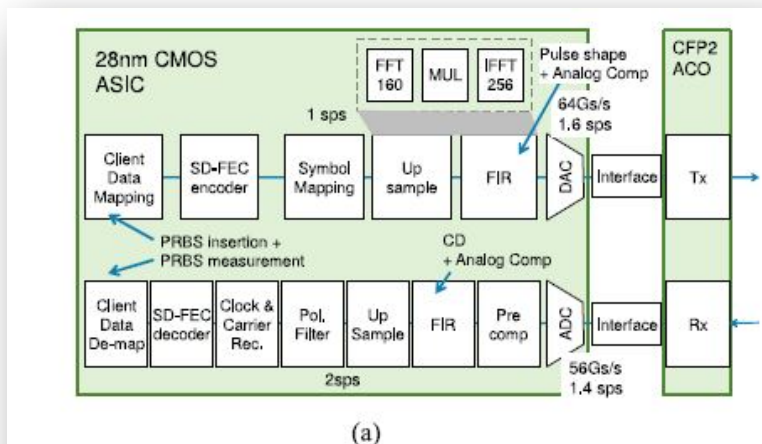 28nm CMOS
ASIC
FFT
160
MUL
IFFT
256
Pulse shape
+ Analog Comp
CFP2
ACO
1 sps
64Gs/s
1.6 sps
Client
Data
Mapping
SD-FEC
encoder
Symbol
Mapping
Up
sample
FIR
DAC
Interface
Tx
PRBS insertion +
PRBS measurement
CD
+ Analog Comp
Client
Data
De-map
SD-FEC
decoder
Clock &
Carrier
Rec.
Pol.
Filter
Up
Sample
FIR
Pre
comp
ADC
Interface
Rx
2sps
56Gs/s
1.4 sps
(a)